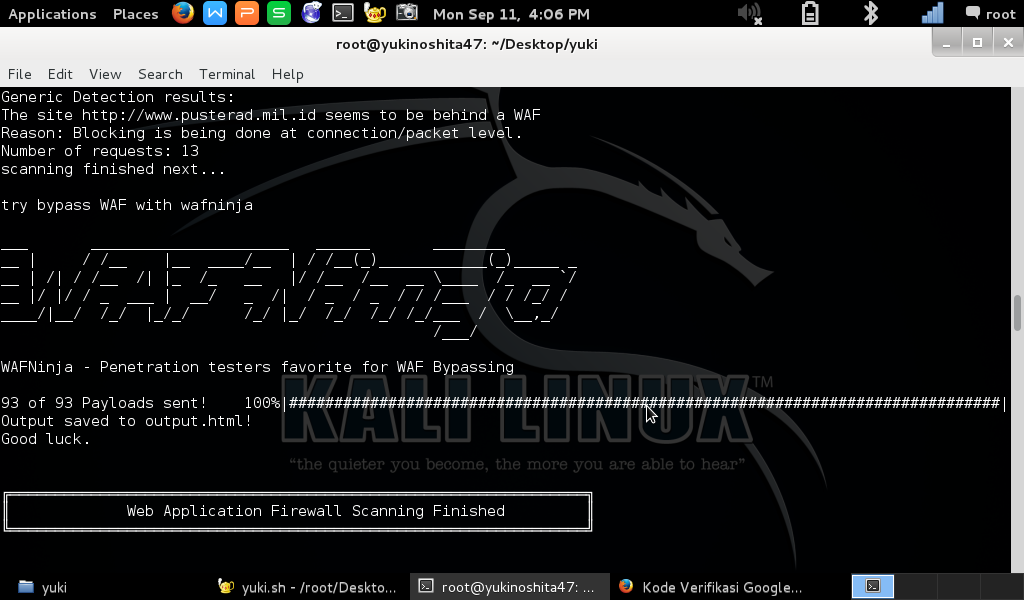 Applications Places Mon Sep 11, 4:06 PM root
root@yukinoshita47: ~/Desktop/yuki
File Edit View Search Terminal Help
Generic Detection results:
The site http://www.pusterad.mil.id seems to be behind a WAF
Reason: Blocking is being done at connection/packet level.
Number of requests: 13
scanning finished next...
try bypass WAF with wafninja
WAFNinja
WAFNinja - Penetration testers favorite for WAF Bypassing
93 of 93 Payloads sent! 100%|###############################################################################|
Output saved to output.html!
Good luck.
KALI LINUX TM
“the quieter you become, the more you are able to hear”
Web Application Firewall Scanning Finished
yuki yuki.sh - /root/Deskto... root@yukinoshita47: ... Kode Verifikasi Google...